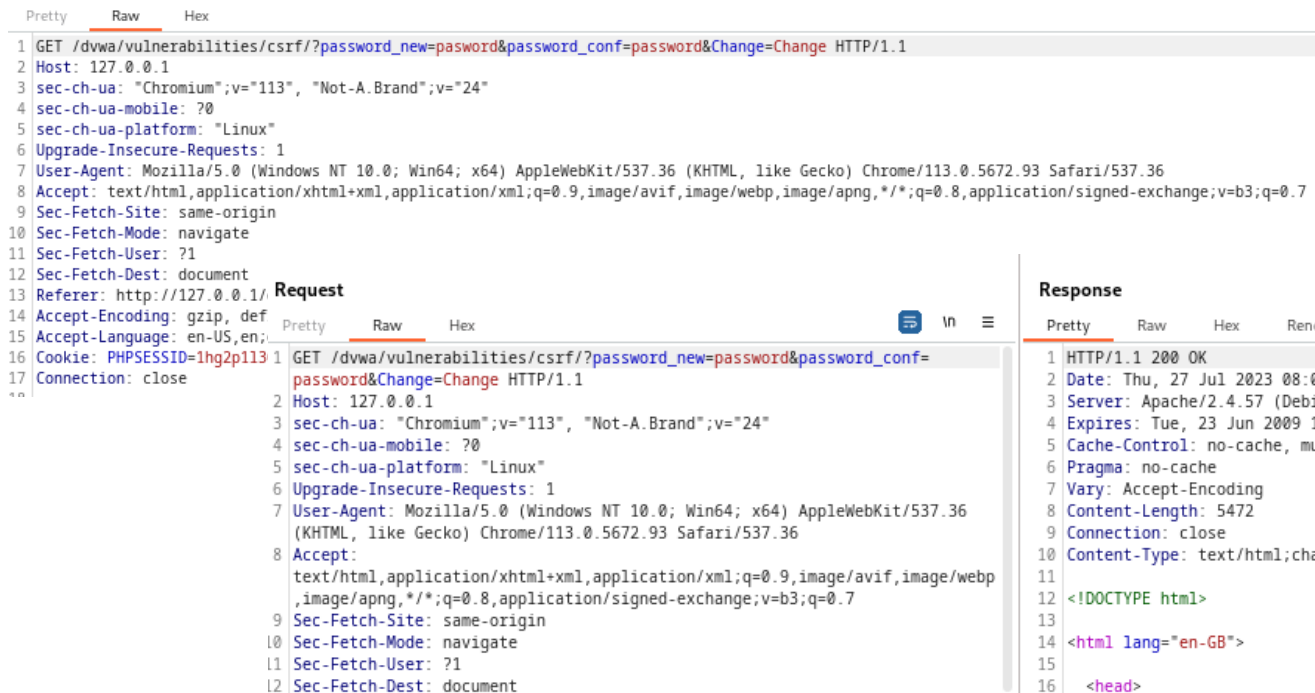 Pretty Raw Hex
1 GET /dvwa/vulnerabilities/csrf/?password_new=pasword&password_conf=password&Change=Change HTTP/1.1
2 Host: 127.0.0.1
3 sec-ch-ua: "Chromium";v="113", "Not-A.Brand";v="24"
4 sec-ch-ua-mobile: ?0
5 sec-ch-ua-platform: "Linux"
6 Upgrade-Insecure-Requests: 1
7 User-Agent: Mozilla/5.0 (Windows NT 10.0; Win64; x64) AppleWebKit/537.36 (KHTML, like Gecko) Chrome/113.0.5672.93 Safari/537.36
8 Accept: text/html,application/xhtml+xml,application/xml;q=0.9,image/avif,image/webp,image/apng,*/*;q=0.8,application/signed-exchange;v=b3;q=0.7
9 Sec-Fetch-Site: same-origin
10 Sec-Fetch-Mode: navigate
11 Sec-Fetch-User: ?1
12 Sec-Fetch-Dest: document
13 Referer: http://127.0.0.1/
14 Accept-Encoding: gzip, def
15 Accept-Language: en-US,en;
16 Cookie: PHPSESSID=1hg2p113
17 Connection: close
Request
Pretty Raw Hex
\n
1 GET /dvwa/vulnerabilities/csrf/?password_new=password&password_conf=
password&Change=Change HTTP/1.1
2 Host: 127.0.0.1
3 sec-ch-ua: "Chromium";v="113", "Not-A.Brand";v="24"
4 sec-ch-ua-mobile: ?0
5 sec-ch-ua-platform: "Linux"
6 Upgrade-Insecure-Requests: 1
7 User-Agent: Mozilla/5.0 (Windows NT 10.0; Win64; x64) AppleWebKit/537.36
(KHTML, like Gecko) Chrome/113.0.5672.93 Safari/537.36
8 Accept:
text/html,application/xhtml+xml,application/xml;q=0.9,image/avif,image/webp
,image/apng,*/*;q=0.8,application/signed-exchange;v=b3;q=0.7
9 Sec-Fetch-Site: same-origin
10 Sec-Fetch-Mode: navigate
11 Sec-Fetch-User: ?1
12 Sec-Fetch-Dest: document
Response
Pretty Raw Hex Ren
1 HTTP/1.1 200 OK
2 Date: Thu, 27 Jul 2023 08:0
3 Server: Apache/2.4.57 (Debi
4 Expires: Tue, 23 Jun 2009 1
5 Cache-Control: no-cache, mu
6 Pragma: no-cache
7 Vary: Accept-Encoding
8 Content-Length: 5472
9 Connection: close
10 Content-Type: text/html;cha
11
12 <!DOCTYPE html>
13
14 <html lang="en-GB">
15
16 <head>